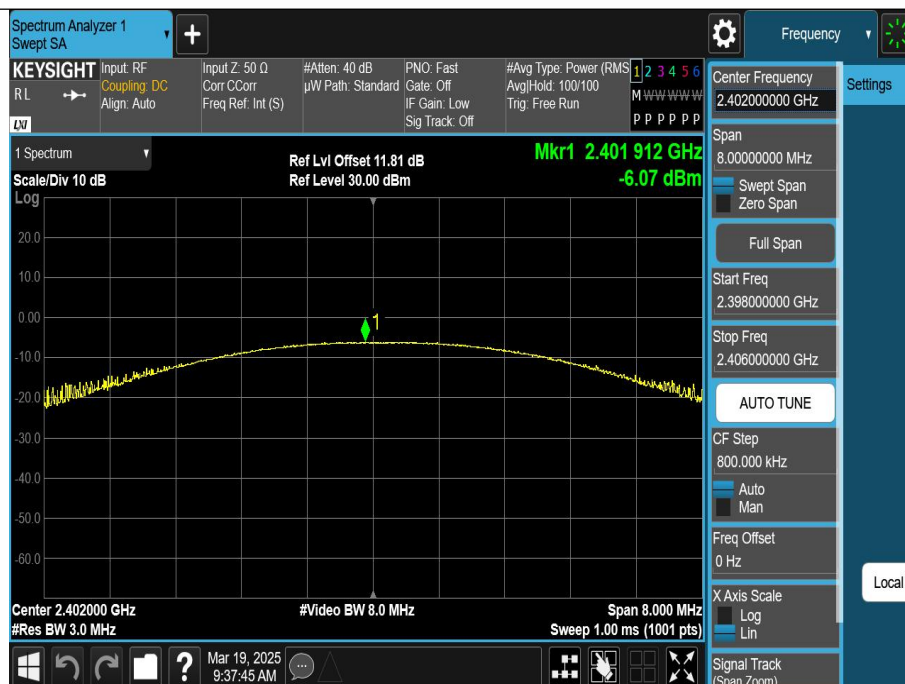 Spectrum Analyzer 1
Swept SA
Frequency
KEYSIGHT
RL
LXI
Input: RF
Coupling: DC
Align: Auto
Input Z: 50 Ω
Corr CCorr
Freq Ref: Int (S)
#Atten: 40 dB
µW Path: Standard
PNO: Fast
Gate: Off
IF Gain: Low
Sig Track: Off
#Avg Type: Power (RMS
Avg|Hold: 100/100
Trig: Free Run
1 2 3 4 5 6
M W W W W W
P P P P P P
1 Spectrum
Scale/Div 10 dB
Log
Ref Lvl Offset 11.81 dB
Ref Level 30.00 dBm
Mkr1 2.401 912 GHz
-6.07 dBm
20.0
10.0
0.00
1
-10.0
-20.0
-30.0
-40.0
-50.0
-60.0
Center 2.402000 GHz
#Video BW 8.0 MHz
Span 8.000 MHz
#Res BW 3.0 MHz
Sweep 1.00 ms (1001 pts)
?
Mar 19, 2025
9:37:45 AM
Center Frequency
2.402000000 GHz
Settings
Span
8.00000000 MHz
Swept Span
Zero Span
Full Span
Start Freq
2.398000000 GHz
Stop Freq
2.406000000 GHz
AUTO TUNE
CF Step
800.000 kHz
Auto
Man
Freq Offset
0 Hz
Local
X Axis Scale
Log
Lin
Signal Track
(Span Zoom)